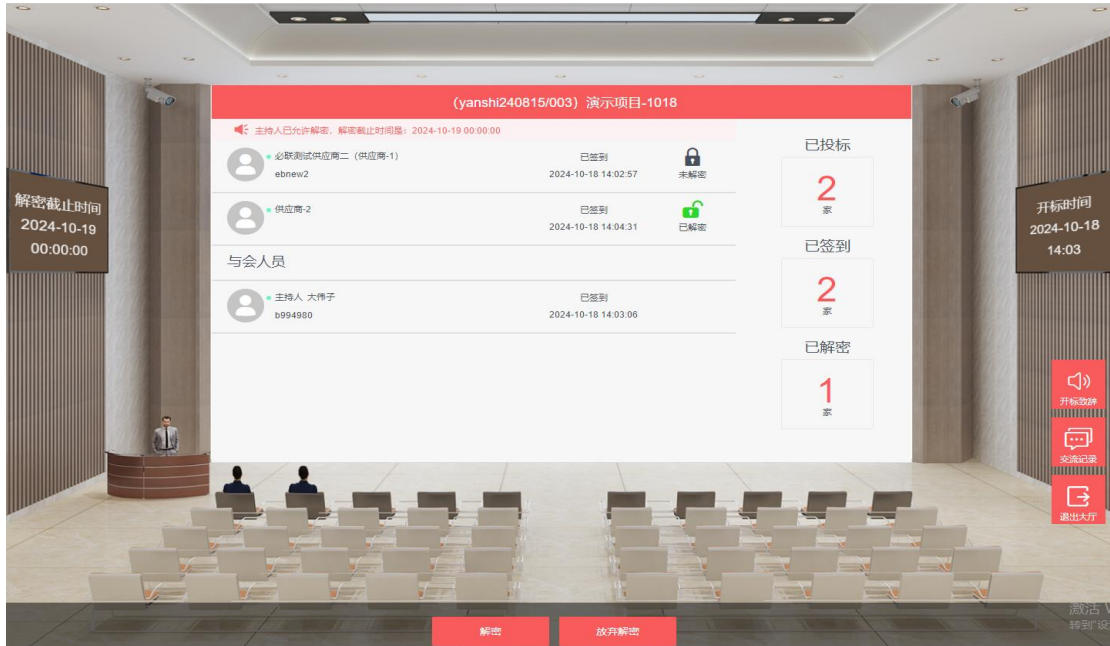 （yanshi240815/003）演示项目-1018
主持人已允许解密，解密截止时间是：2024-10-19 00:00:00
必联测试供应商二（供应商-1）
ebnew2
已签到
2024-10-18 14:02:57
未解密
供应商-2
已签到
2024-10-18 14:04:31
已解密
与会人员
主持人 大伟子
b994980
已签到
2024-10-18 14:03:06
已投标
2
家
已签到
2
家
已解密
1
家
解密截止时间
2024-10-19
00:00:00
开标时间
2024-10-18
14:03
开标致辞
交流记录
退出大厅
解密
放弃解密
激活 W
转到"设